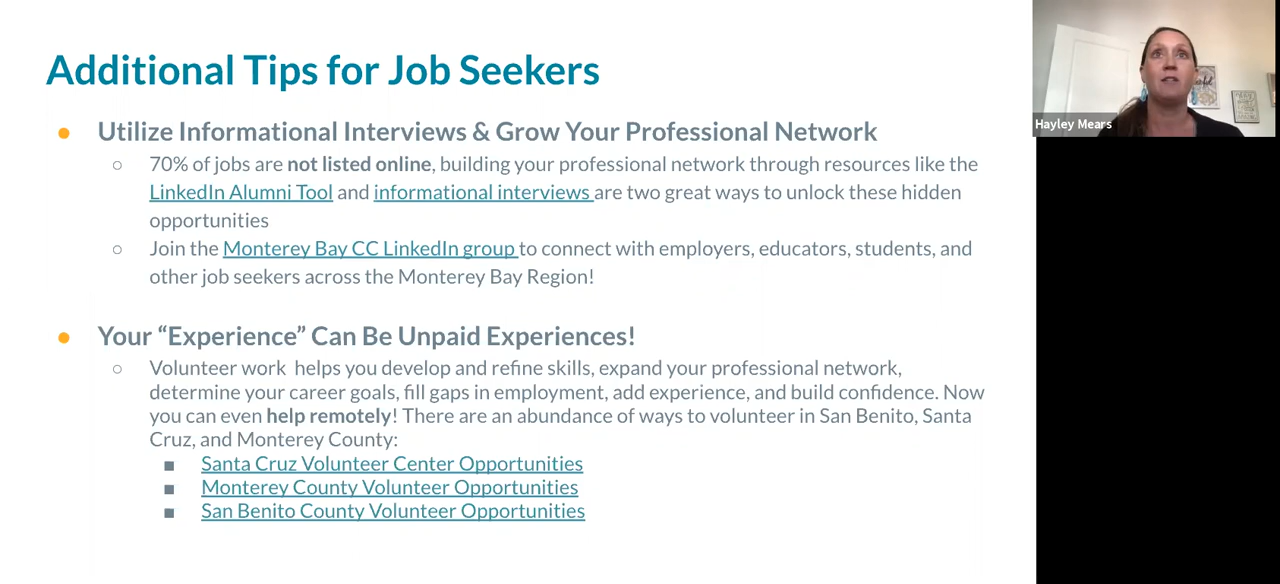 Additional Tips for Job Seekers
Hayley Mears
● Utilize Informational Interviews & Grow Your Professional Network
○ 70% of jobs are not listed online, building your professional network through resources like the
LinkedIn Alumni Tool and informational interviews are two great ways to unlock these hidden
opportunities
○ Join the Monterey Bay CC LinkedIn group to connect with employers, educators, students, and
other job seekers across the Monterey Bay Region!
● Your “Experience” Can Be Unpaid Experiences!
○ Volunteer work helps you develop and refine skills, expand your professional network,
determine your career goals, fill gaps in employment, add experience, and build confidence. Now
you can even help remotely! There are an abundance of ways to volunteer in San Benito, Santa
Cruz, and Monterey County:
■ Santa Cruz Volunteer Center Opportunities
■ Monterey County Volunteer Opportunities
■ San Benito County Volunteer Opportunities